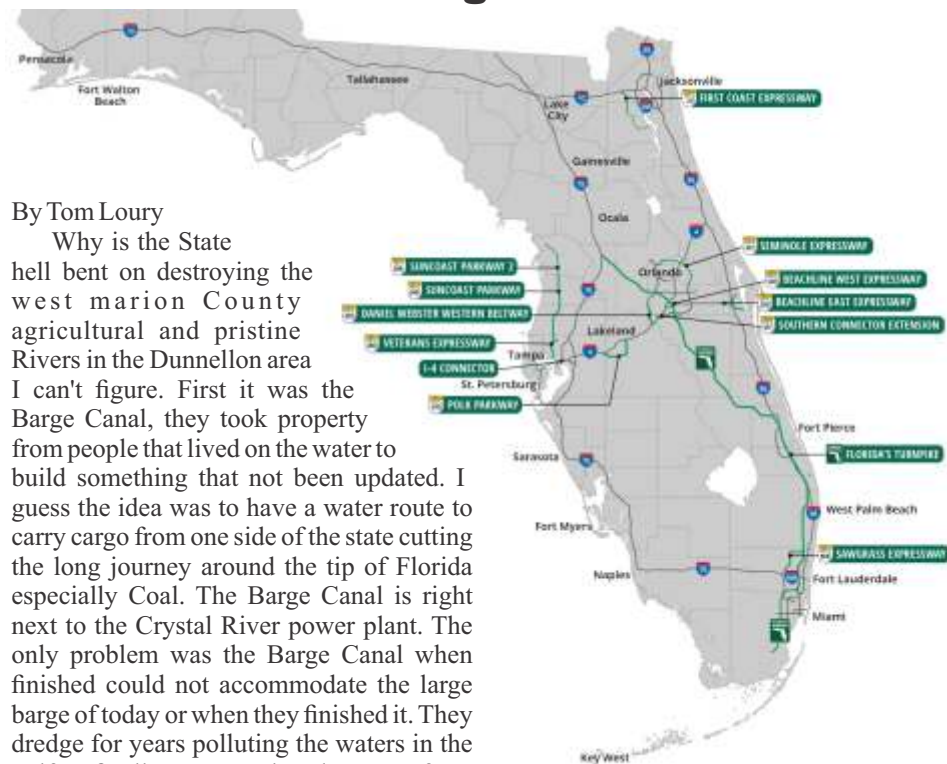 Pensacola
Fort Walton
Beach
Tallahassee
Lake
City
Jacksonville
FIRST COAST EXPRESSWAY
Gainesville
Ocala
SUNCOAST PARKWAY 2
SUNCOAST PARKWAY
DANIEL WEBSTER WESTERN BELTWAY
VETERANS EXPRESSWAY
I-4 CONNECTOR
POLK PARKWAY
Orlando
Lakeland
Tampa
St. Petersburg
SEMINOLE EXPRESSWAY
BEACHLINE WEST EXPRESSWAY
BEACHLINE EAST EXPRESSWAY
SOUTHERN CONNECTOR EXTENSION
Sarasota
Fort Pierce
FLORIDA'S TURNPIKE
Fort Myers
West Palm Beach
SAWGRASS EXPRESSWAY
Naples
Fort Lauderdale
Miami
Key West
By Tom Loury
Why is the State
hell bent on destroying the
west marion County
agricultural and pristine
Rivers in the Dunnellon area
I can't figure. First it was the
Barge Canal, they took property
from people that lived on the water to
build something that not been updated. I
guess the idea was to have a water route to
carry cargo from one side of the state cutting
the long journey around the tip of Florida
especially Coal. The Barge Canal is right
next to the Crystal River power plant. The
only problem was the Barge Canal when
finished could not accommodate the large
barge of today or when they finished it. They
dredge for years polluting the waters in the